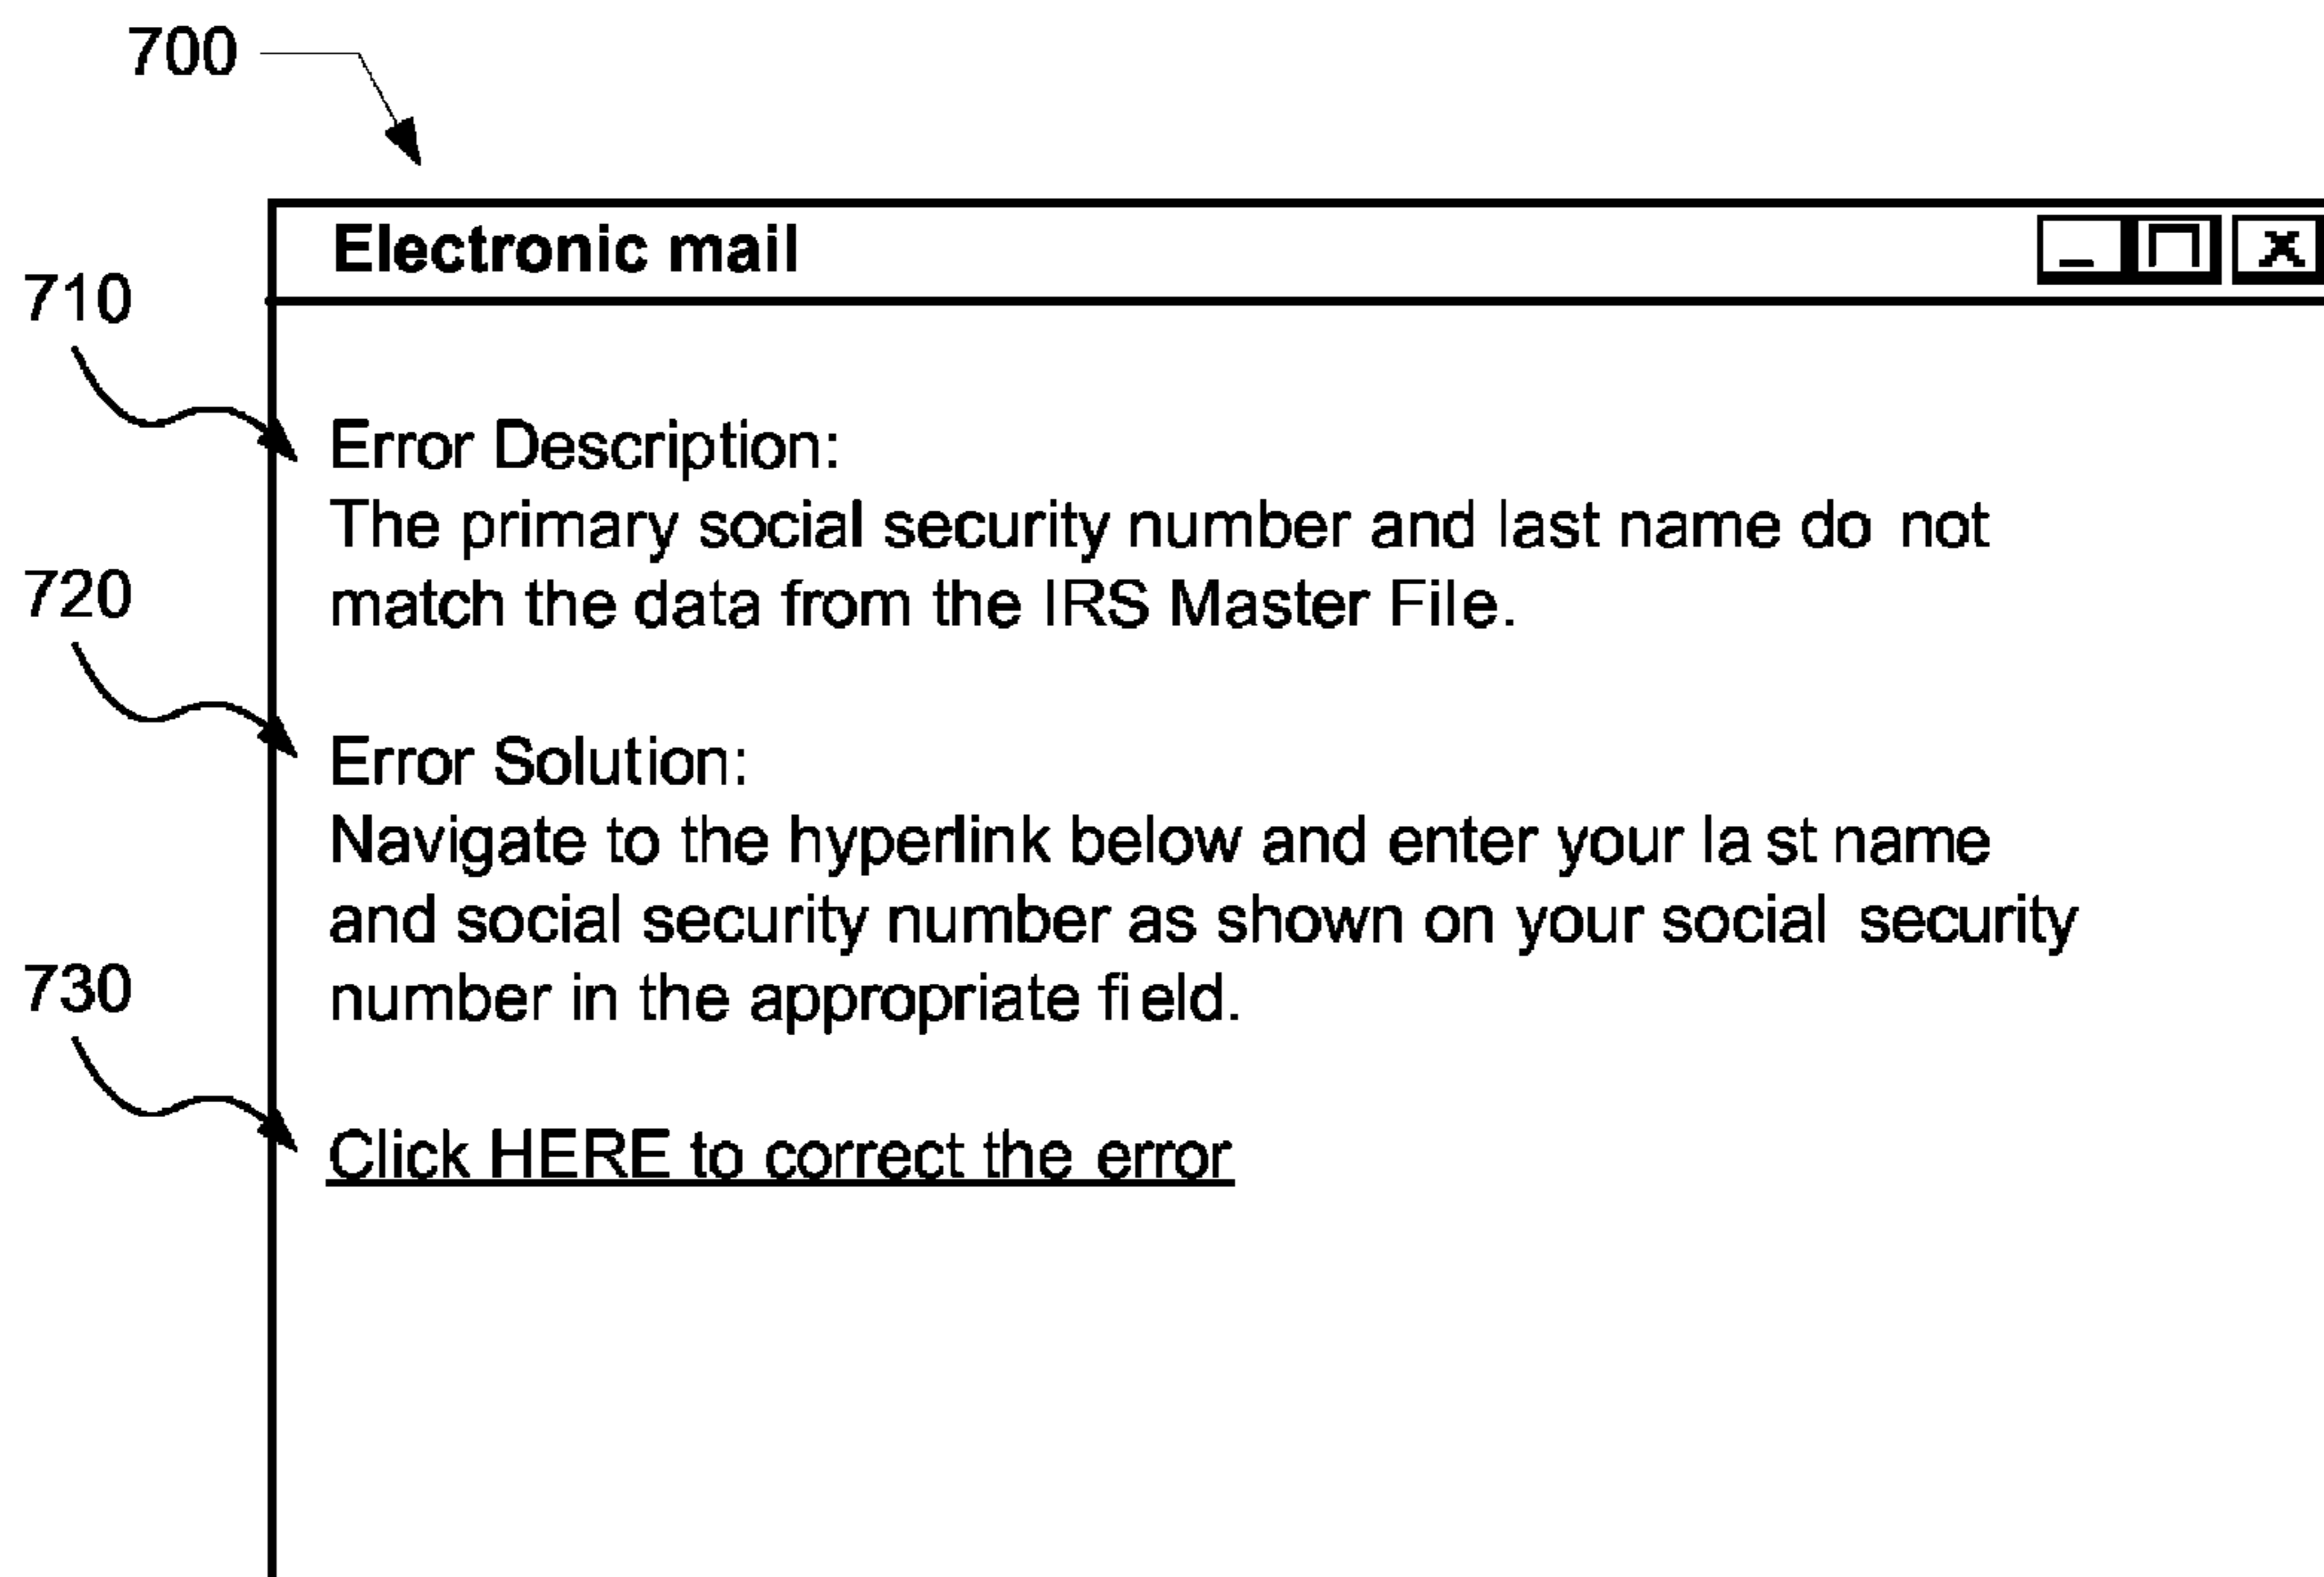 700
Electronic mail
710
Error Description:
The primary social security number and last name do not
match the data from the IRS Master File.
720
Error Solution:
Navigate to the hyperlink below and enter your la st name
and social security number as shown on your social security
number in the appropriate field.
730
Click HERE to correct the error